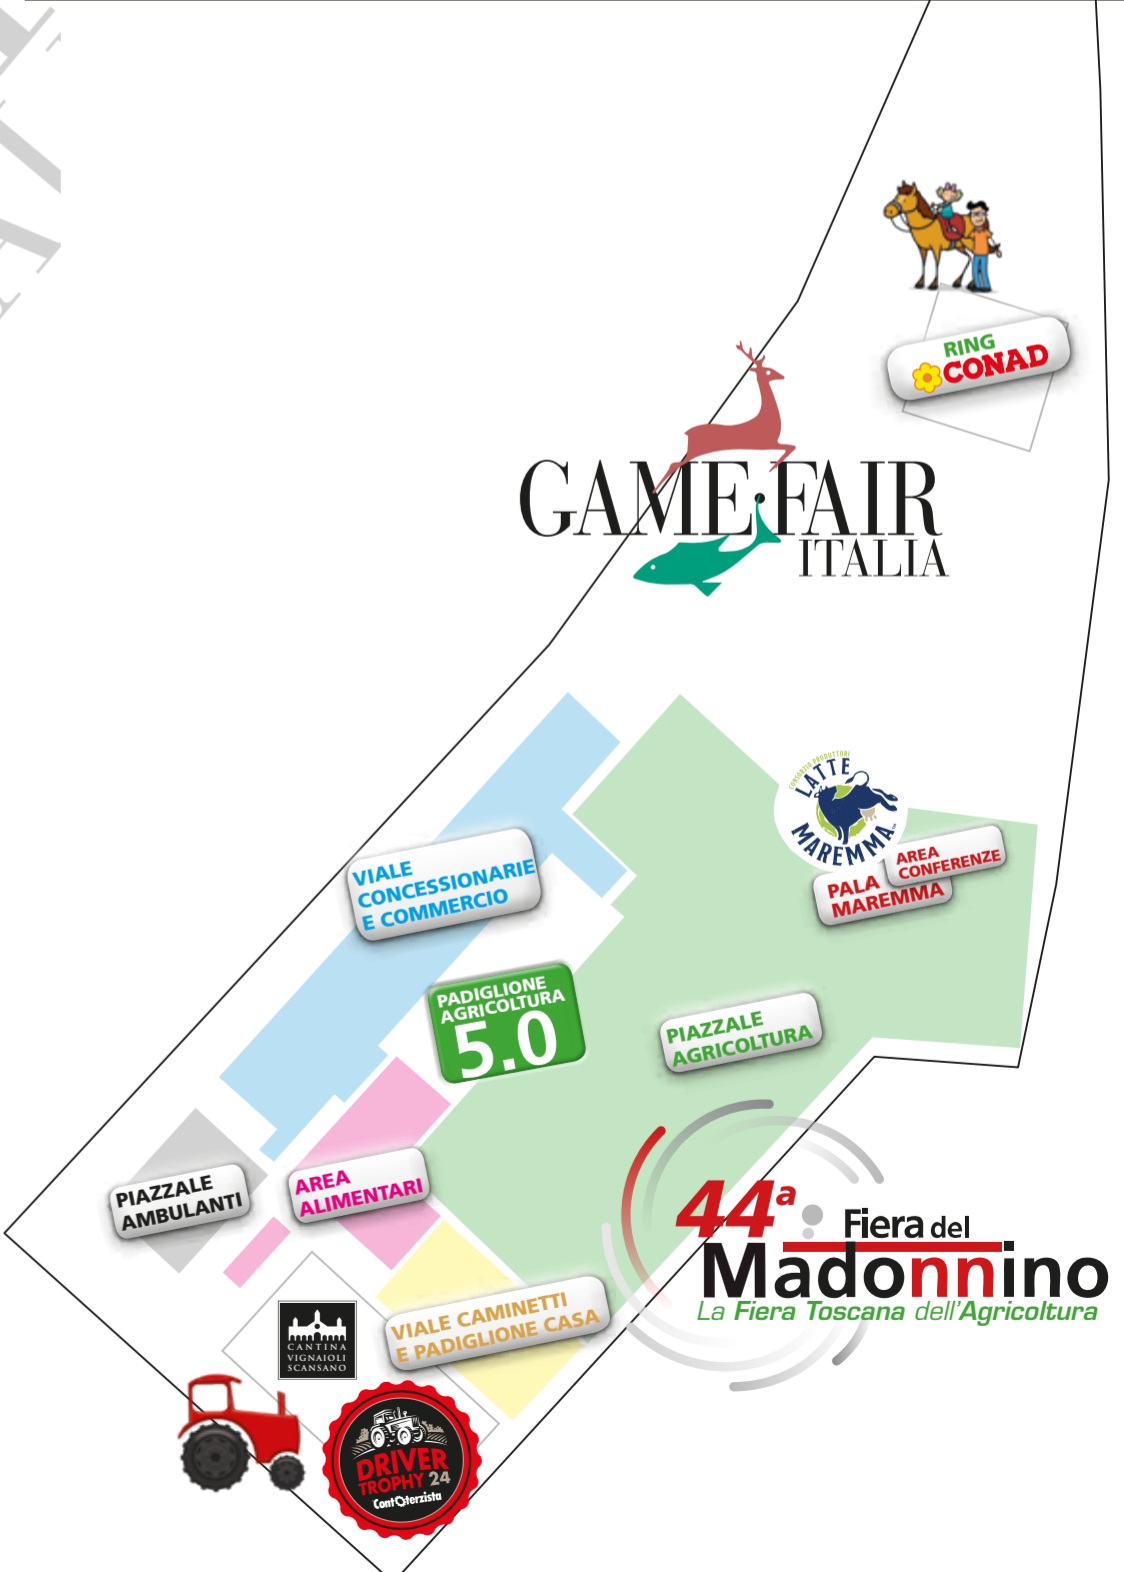 RING
CONAD
GAME·FAIR
ITALIA
CONSORZIO PRODUTTORI
LATTE
MAREMMA
AREA
CONFERENZE
PALA
MAREMMA
VIALE
CONCESSIONARIE
E COMMERCIO
PADIGLIONE
AGRICOLTURA
5.0
PIAZZALE
AGRICOLTURA
PIAZZALE
AMBULANTI
AREA
ALIMENTARI
44ª Fiera del
Madonnino
La Fiera Toscana dell'Agricoltura
VIALE CAMINETTI
E PADIGLIONE CASA
CANTINA
VIGNAIOLI
SCANSANO
DRIVER
TROPHY 24
ContOterzista